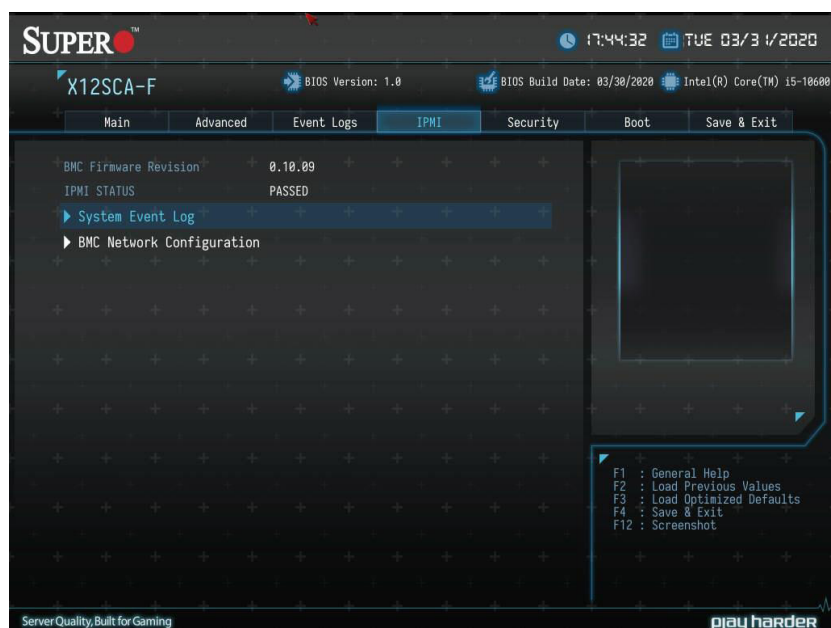 SUPER™
17:44:32 TUE 03/31/2020
X12SCA-F BIOS Version: 1.0 BIOS Build Date: 03/30/2020 Intel(R) Core(TM) i5-10600
Main Advanced Event Logs IPMI Security Boot Save & Exit
BMC Firmware Revision 0.10.09
IPMI STATUS PASSED
System Event Log
BMC Network Configuration
F1 : General Help
F2 : Load Previous Values
F3 : Load Optimized Defaults
F4 : Save & Exit
F12 : Screenshot
Server Quality, Built for Gaming play harder